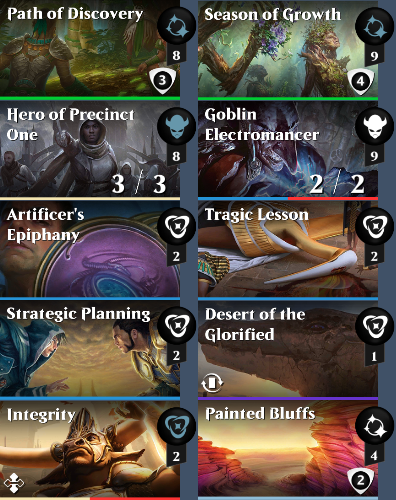 Path of Discovery
8
3
Season of Growth
9
4
Hero of Precinct
One
8
3 / 3
Goblin
Electromancer
9
2 / 2
Artificer's
Epiphany
2
Tragic Lesson
2
Strategic Planning
2
Desert of the
Glorified
1
Integrity
2
Painted Bluffs
4
2